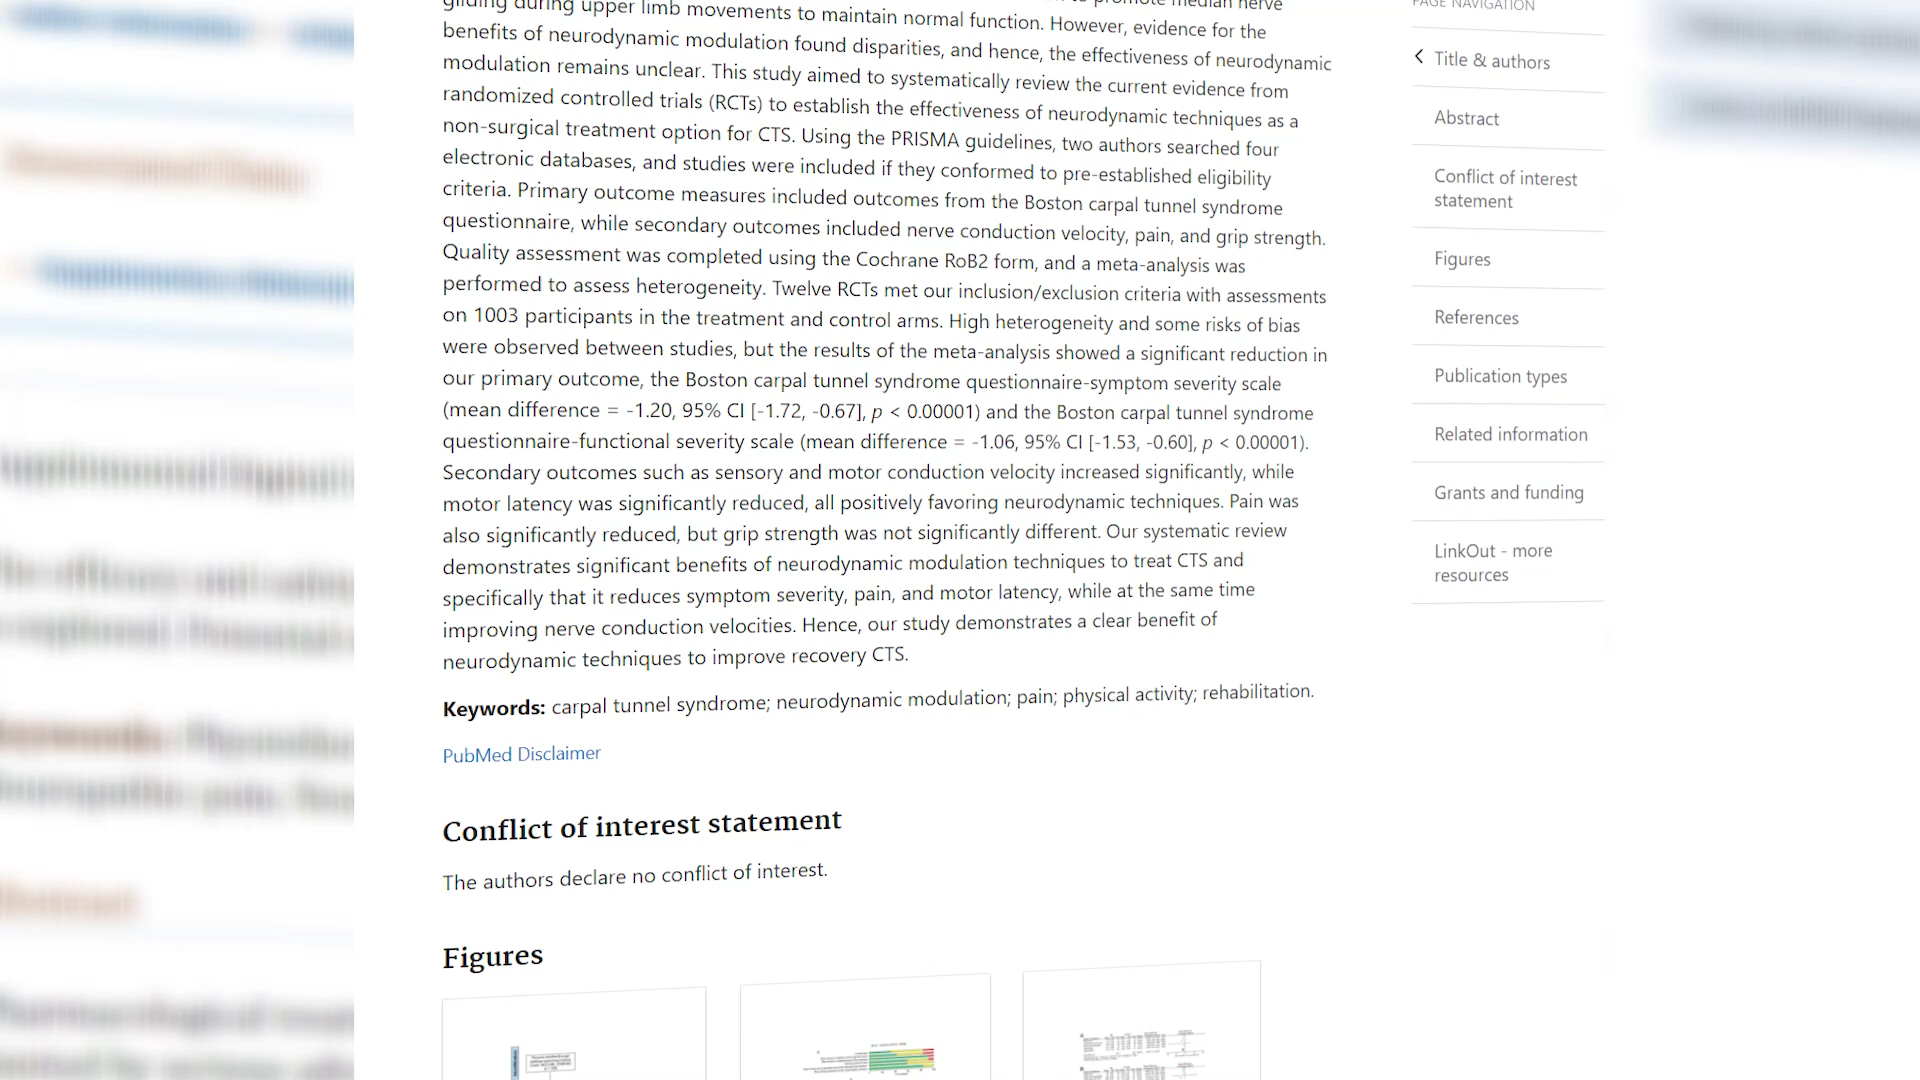 gliding during upper limb movements to maintain normal function. However, evidence for the
benefits of neurodynamic modulation found disparities, and hence, the effectiveness of neurodynamic
modulation remains unclear. This study aimed to systematically review the current evidence from
randomized controlled trials (RCTs) to establish the effectiveness of neurodynamic techniques as a
non-surgical treatment option for CTS. Using the PRISMA guidelines, two authors searched four
electronic databases, and studies were included if they conformed to pre-established eligibility
criteria. Primary outcome measures included outcomes from the Boston carpal tunnel syndrome
questionnaire, while secondary outcomes included nerve conduction velocity, pain, and grip strength.
Quality assessment was completed using the Cochrane RoB2 form, and a meta-analysis was
performed to assess heterogeneity. Twelve RCTs met our inclusion/exclusion criteria with assessments
on 1003 participants in the treatment and control arms. High heterogeneity and some risks of bias
were observed between studies, but the results of the meta-analysis showed a significant reduction in
our primary outcome, the Boston carpal tunnel syndrome questionnaire-symptom severity scale
(mean difference = -1.20, 95% CI [-1.72, -0.67], p < 0.00001) and the Boston carpal tunnel syndrome
questionnaire-functional severity scale (mean difference = -1.06, 95% CI [-1.53, -0.60], p < 0.00001).
Secondary outcomes such as sensory and motor conduction velocity increased significantly, while
motor latency was significantly reduced, all positively favoring neurodynamic techniques. Pain was
also significantly reduced, but grip strength was not significantly different. Our systematic review
demonstrates significant benefits of neurodynamic modulation techniques to treat CTS and
specifically that it reduces symptom severity, pain, and motor latency, while at the same time
improving nerve conduction velocities. Hence, our study demonstrates a clear benefit of
neurodynamic techniques to improve recovery CTS.
Keywords: carpal tunnel syndrome; neurodynamic modulation; pain; physical activity; rehabilitation.
PubMed Disclaimer
Conflict of interest statement
The authors declare no conflict of interest.
Figures
PAGE NAVIGATION
Title & authors
Abstract
Conflict of interest
statement
Figures
References
Publication types
Related information
Grants and funding
LinkOut - more
resources